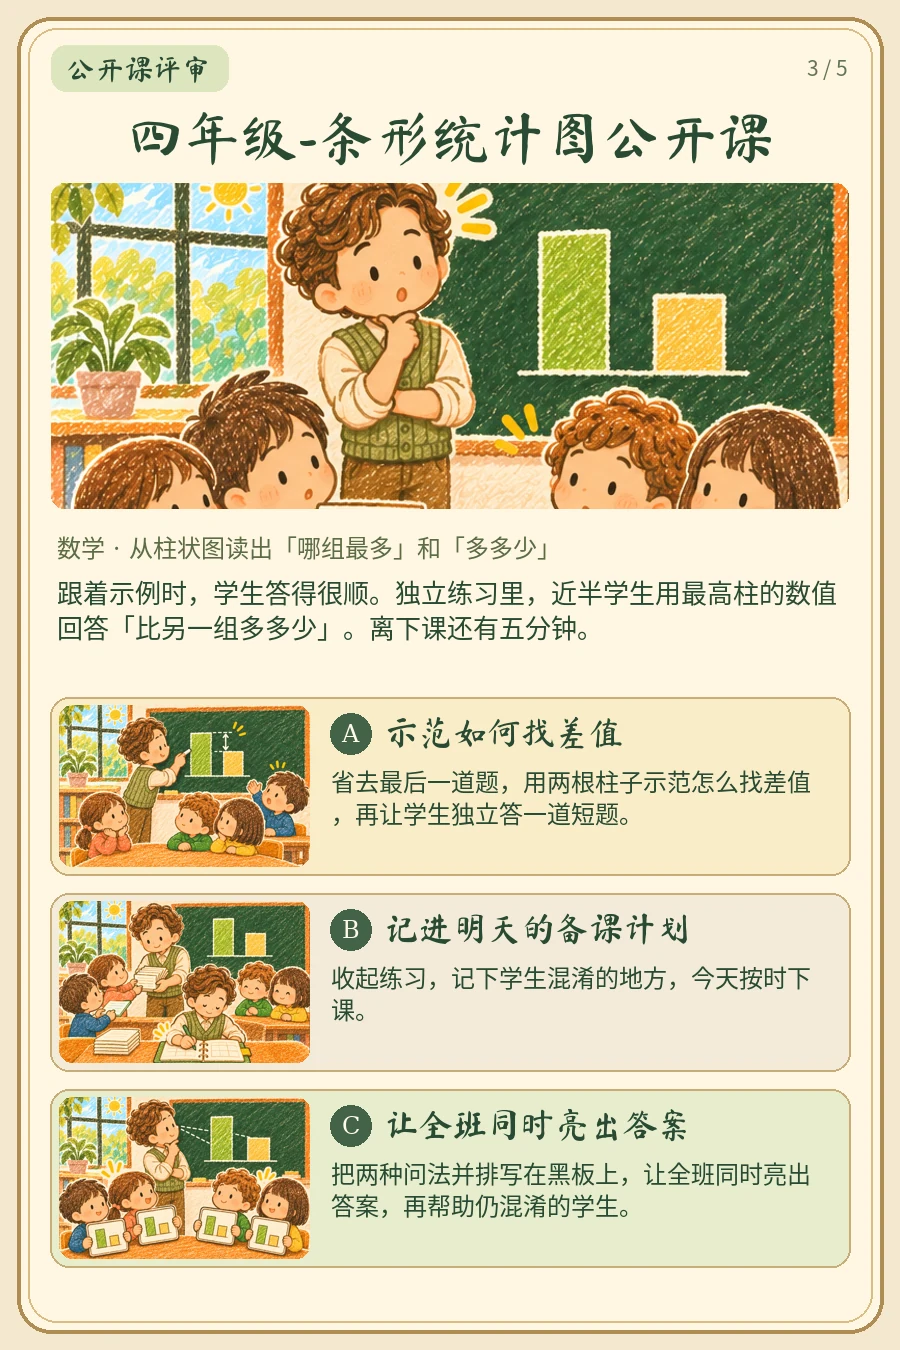 公开课评审
3 / 5
四年级-条形统计图公开课
数学 · 从柱状图读出「哪组最多」和「多多少」
跟着示例时，学生答得很顺。独立练习里，近半学生用最高柱的数值
回答「比另一组多多少」。离下课还有五分钟。
A 示范如何找差值
省去最后一道题，用两根柱子示范怎么找差值
，再让学生独立答一道短题。
B 记进明天的备课计划
收起练习，记下学生混淆的地方，今天按时下
课。
C 让全班同时亮出答案
把两种问法并排写在黑板上，让全班同时亮出
答案，再帮助仍混淆的学生。